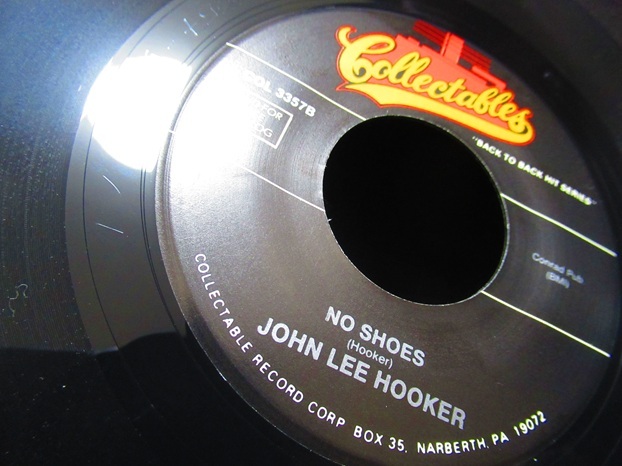 Collectables
"BACK TO BACK HIT SERIES"
COL 3357B
Conrad Pub
(BMI)
NO SHOES
(Hooker)
JOHN LEE HOOKER
COLLECTABLE RECORD CORP BOX 35, NARBERTH, PA 19072